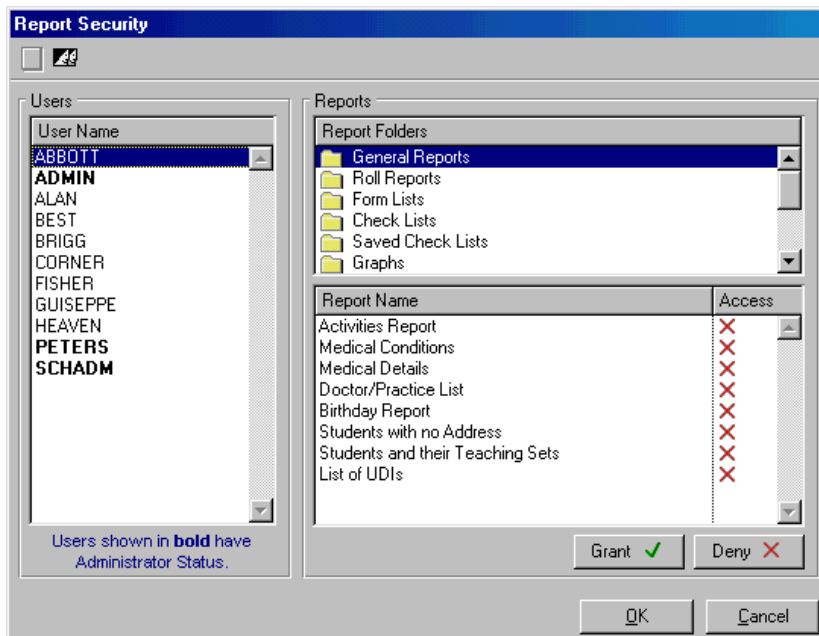 Report Security
Users
User Name
ABBOTT
ADMIN
ALAN
BEST
BRIGG
CORNER
FISHER
GUISEPPE
HEAVEN
PETERS
SCHADM
Users shown in bold have
Administrator Status.
Reports
Report Folders
General Reports
Roll Reports
Form Lists
Check Lists
Saved Check Lists
Graphs
Report Name Access
Activities Report
Medical Conditions
Medical Details
Doctor/Practice List
Birthday Report
Students with no Address
Students and their Teaching Sets
List of UDIs
Grant Deny
OK Cancel